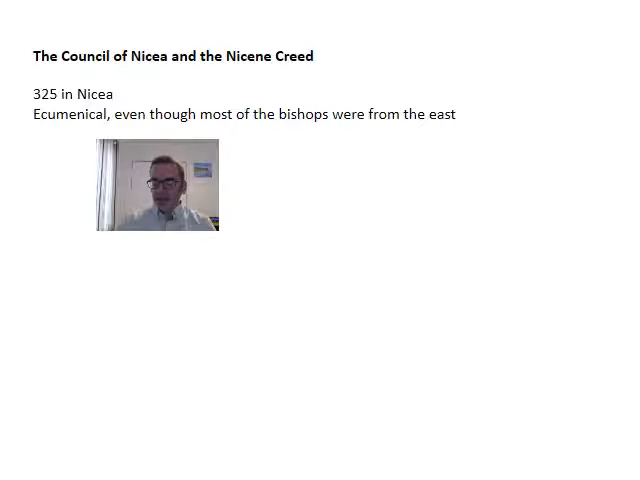 The Council of Nicea and the Nicene Creed
325 in Nicea
Ecumenical, even though most of the bishops were from the east